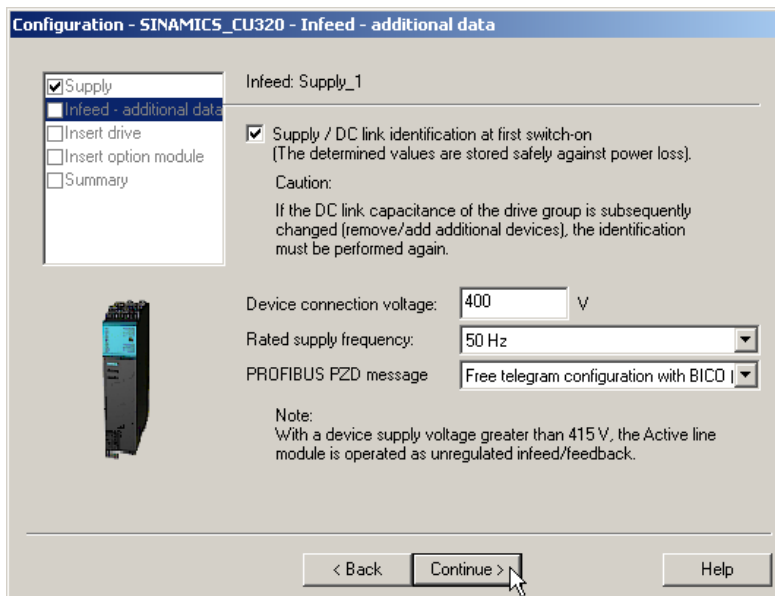 Configuration - SINAMICS_CU320 - Infeed - additional data
Supply
Infeed - additional data
Insert drive
Insert option module
Summary
Infeed: Supply_1
Supply / DC link identification at first switch-on
(The determined values are stored safely against power loss).
Caution:
If the DC link capacitance of the drive group is subsequently
changed (remove/add additional devices), the identification
must be performed again.
Device connection voltage: 400 V
Rated supply frequency: 50 Hz
PROFIBUS PZD message Free telegram configuration with BICO
Note:
With a device supply voltage greater than 415 V, the Active line
module is operated as unregulated infeed/feedback.
< Back Continue > Help